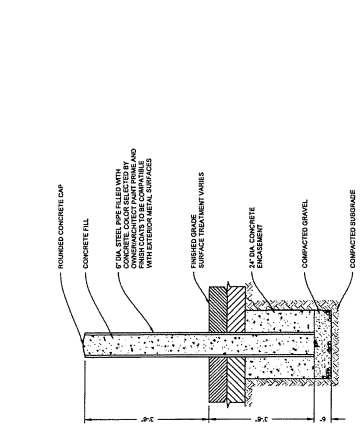 ROUNDED CONCRETE CAP
CONCRETE FILL
6" DIA. STEEL PIPE FILLED WITH
CONCRETE. COLOR SELECTED BY
OWNER/ARCHITECT PAINT PRIME AND
FINISH COATS TO BE COMPATIBLE
WITH EXTERIOR METAL SURFACES
FINISHED GRADE
SURFACE TREATMENT VARIES
24" DIA. CONCRETE
ENCASEMENT
COMPACTED GRAVEL
COMPACTED SUBGRADE
3'-6"
3'-6"
6"